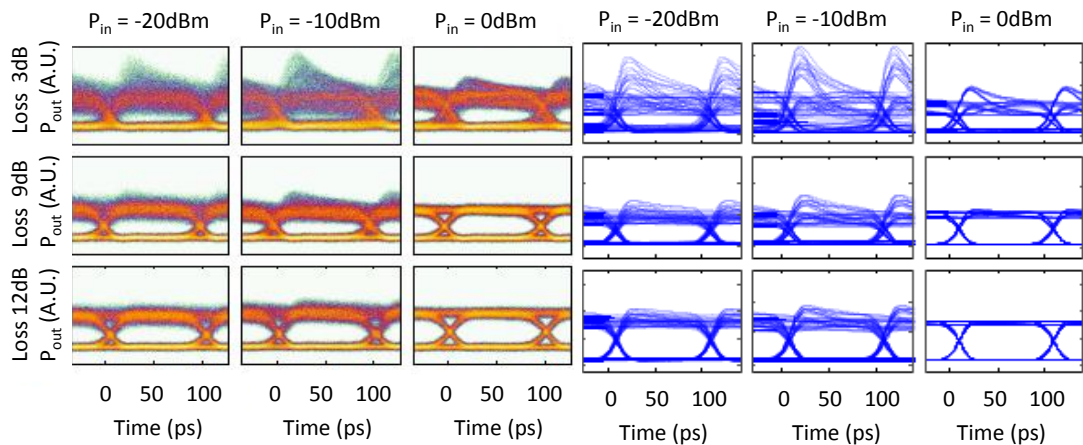 P_in = -20dBm P_in = -10dBm P_in = 0dBm P_in = -20dBm P_in = -10dBm P_in = 0dBm
Loss 3dB
P_out (A.U.)
Loss 9dB
P_out (A.U.)
Loss 12dB
P_out (A.U.)
0 50 100 0 50 100 0 50 100 0 50 100 0 50 100 0 50 100
Time (ps) Time (ps) Time (ps) Time (ps) Time (ps) Time (ps)